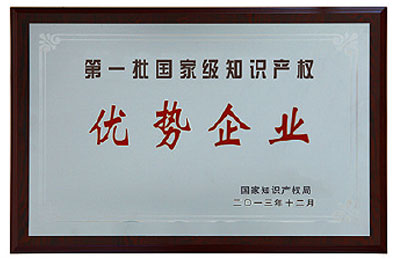 第一批国家级知识产权
优势企业
国家知识产权局
二〇一三年十二月